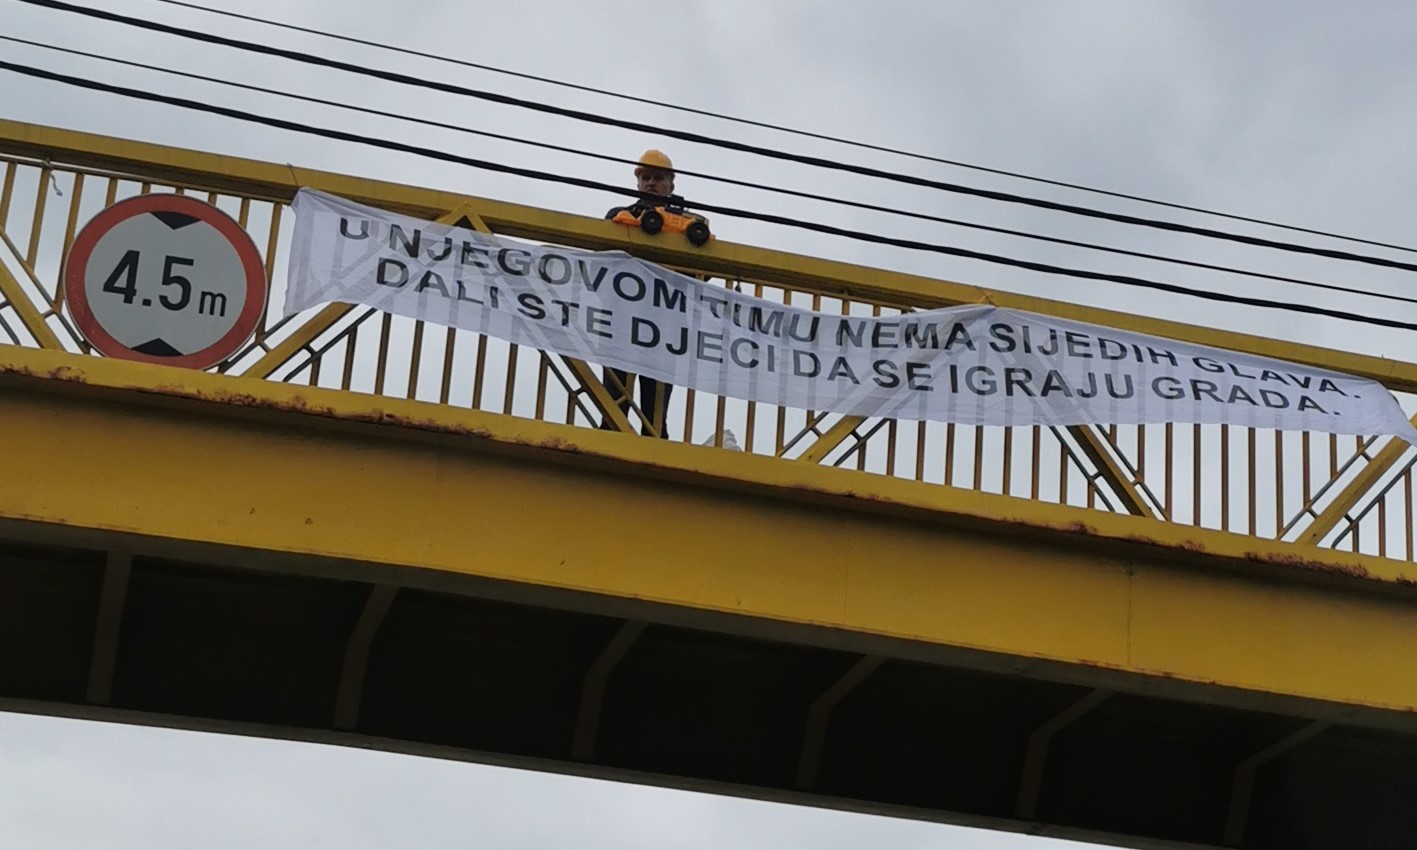 4.5m
U NJEGOVOM TIMU NEMA SIJEDIH GLAVA.
DALI STE DJECI DA SE IGRAJU GRADA.